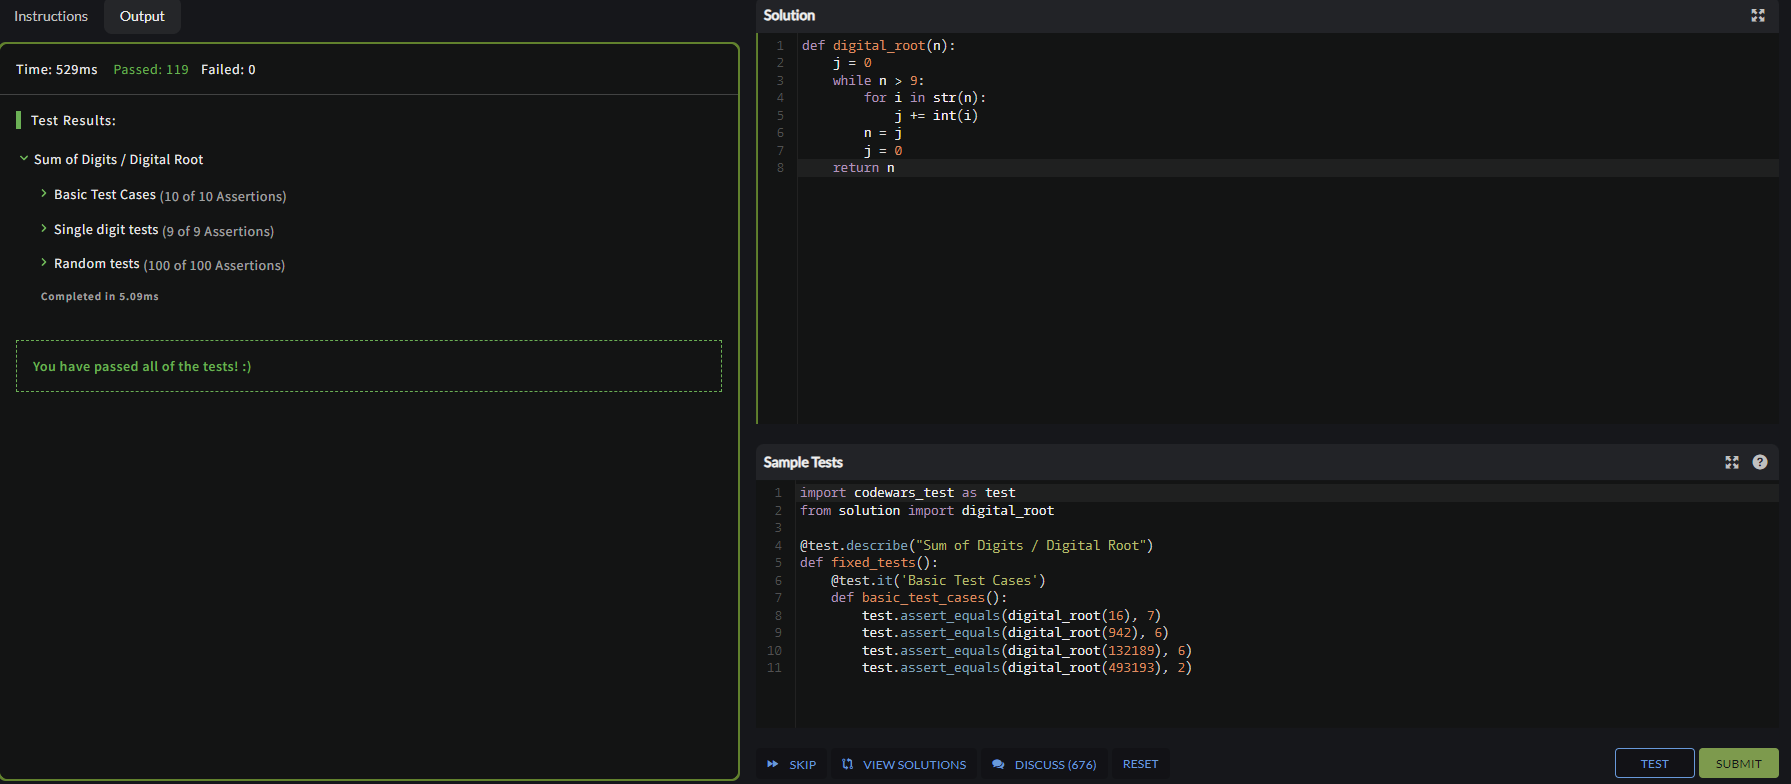 Instructions
Output
Time: 529ms Passed: 119 Failed: 0
Test Results:
Sum of Digits / Digital Root
Basic Test Cases (10 of 10 Assertions)
Single digit tests (9 of 9 Assertions)
Random tests (100 of 100 Assertions)
Completed in 5.09ms
You have passed all of the tests! :)
Solution
1 def digital_root(n):
2     j = 0
3     while n > 9:
4         for i in str(n):
5             j += int(i)
6         n = j
7         j = 0
8     return n
Sample Tests
1 import codewars_test as test
2 from solution import digital_root
3
4 @test.describe("Sum of Digits / Digital Root")
5 def fixed_tests():
6     @test.it('Basic Test Cases')
7     def basic_test_cases():
8         test.assert_equals(digital_root(16), 7)
9         test.assert_equals(digital_root(942), 6)
10         test.assert_equals(digital_root(132189), 6)
11         test.assert_equals(digital_root(493193), 2)
SKIP
VIEW SOLUTIONS
DISCUSS (676)
RESET
TEST
SUBMIT